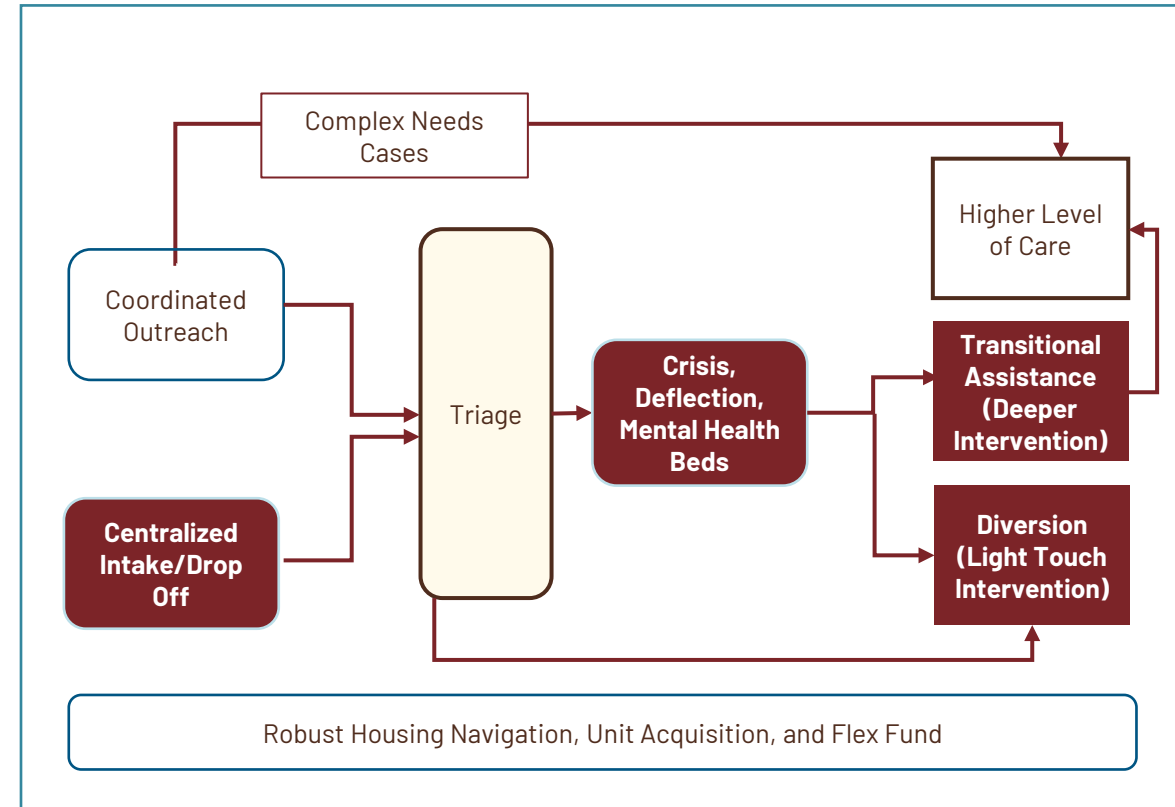 Complex Needs
Cases
Higher Level
of Care
Coordinated
Outreach
Triage
Crisis,
Deflection,
Mental Health
Beds
Transitional
Assistance
(Deeper
Intervention)
Centralized
Intake/Drop
Off
Diversion
(Light Touch
Intervention)
Robust Housing Navigation, Unit Acquisition, and Flex Fund